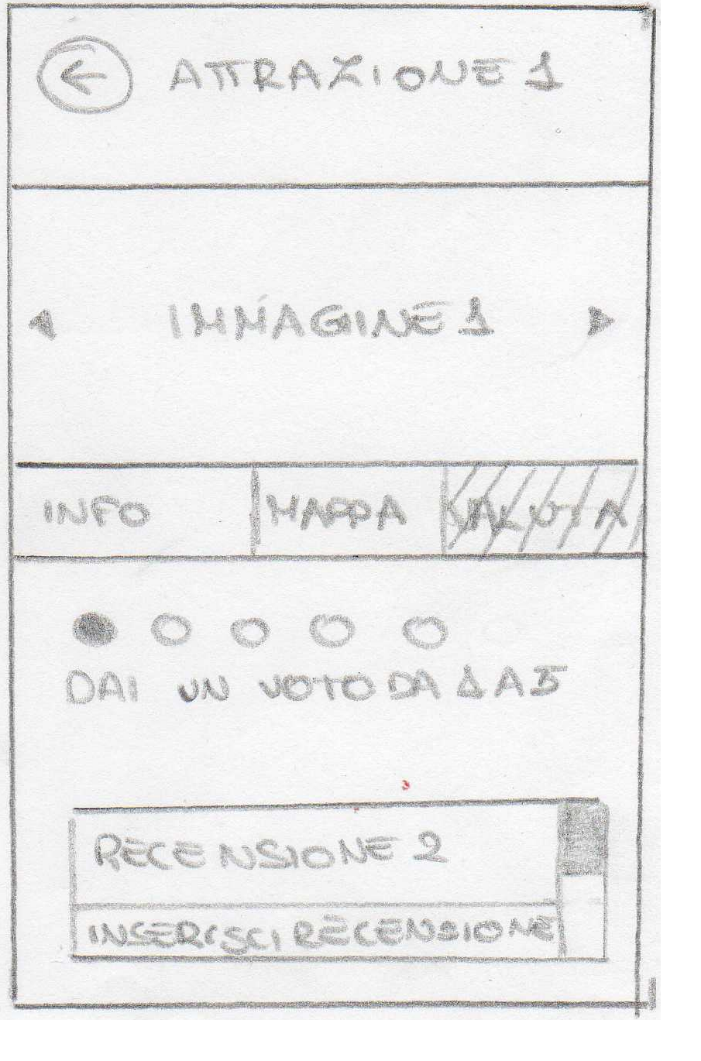 ATTRAZIONE 1
IMMAGINE 1
INFO MAPPA VALUTA
DAI UN VOTO DA 1 A 5
RECENSIONE 2
INSERISCI RECENSIONE